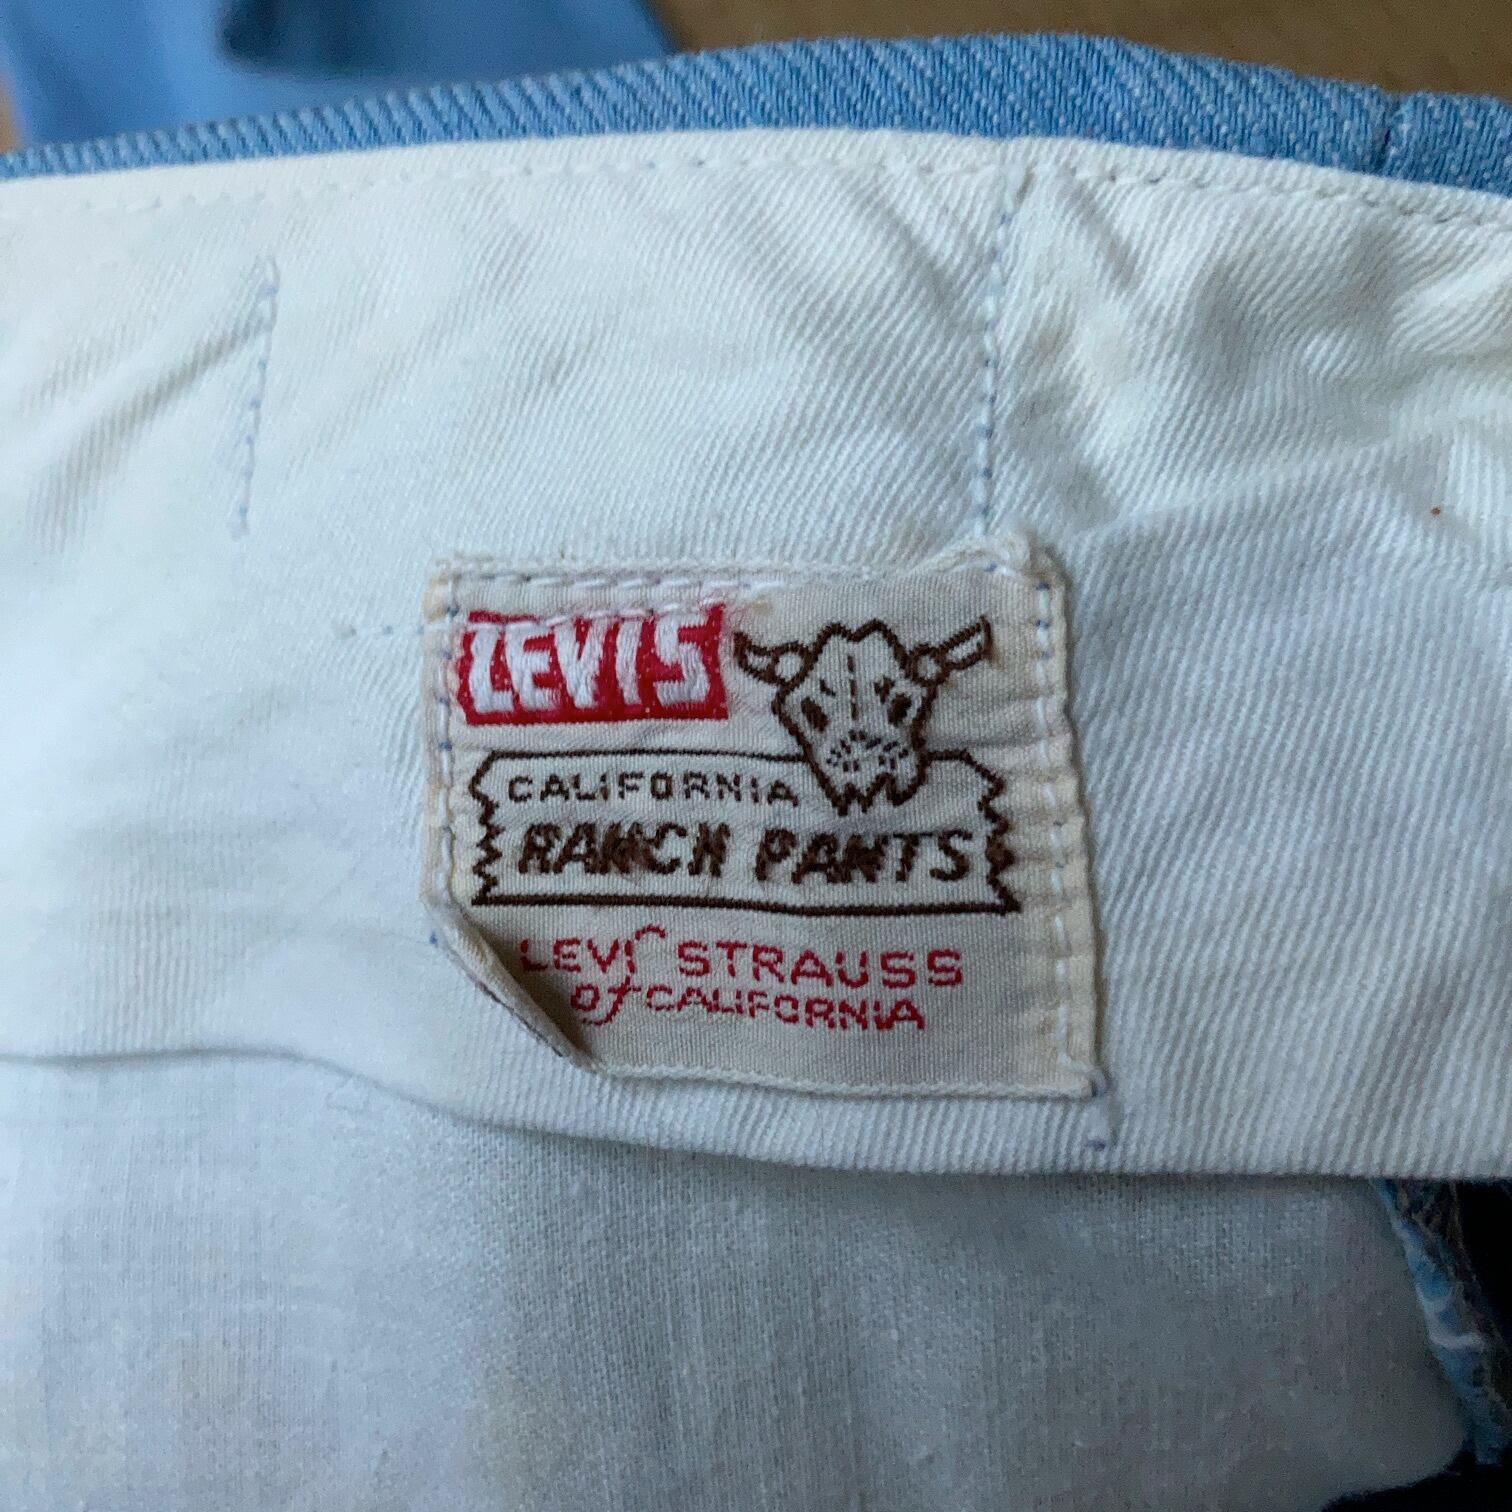 LEVIS
CALIFORNIA
RANCH PANTS
LEVI STRAUSS
of CALIFORNIA